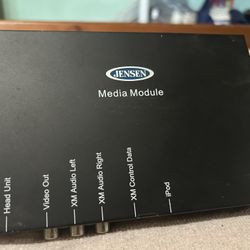 JENSEN
Media Module
Head Unit
Video Out
XM Audio Left
XM Audio Right
XM Control Data
iPod